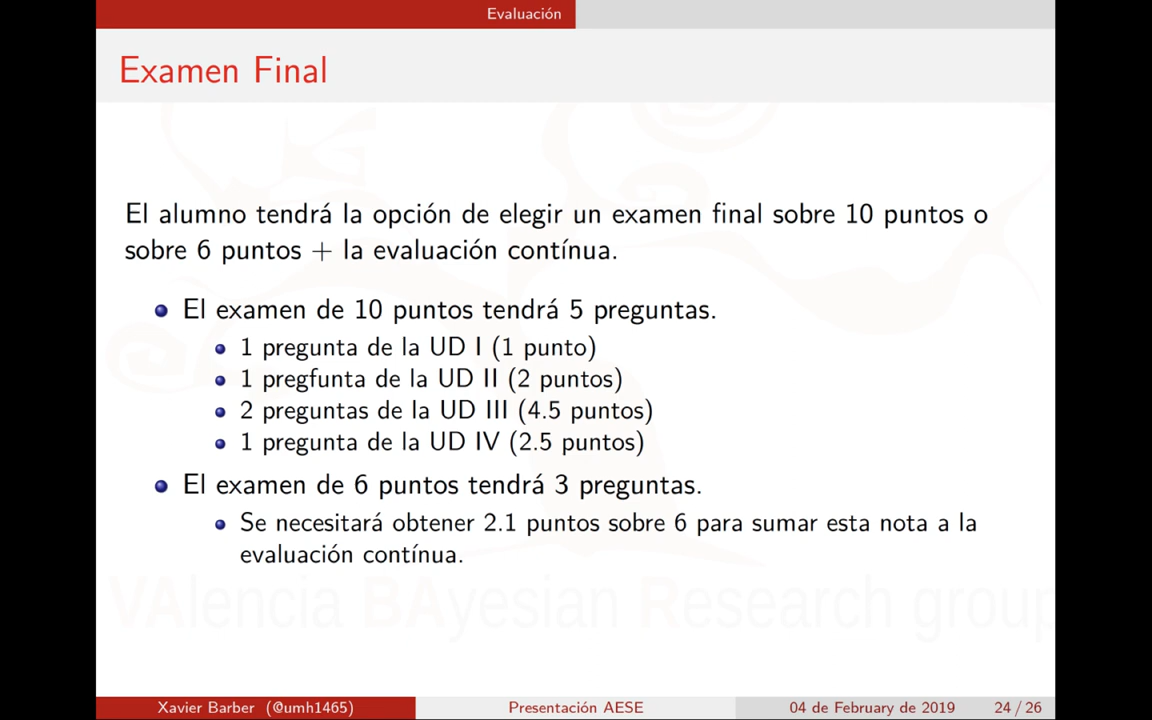 Evaluación
Examen Final
El alumno tendrá la opción de elegir un examen final sobre 10 puntos o
sobre 6 puntos + la evaluación contínua.
El examen de 10 puntos tendrá 5 preguntas.
1 pregunta de la UD I (1 punto)
1 pregfunta de la UD II (2 puntos)
2 preguntas de la UD III (4.5 puntos)
1 pregunta de la UD IV (2.5 puntos)
El examen de 6 puntos tendrá 3 preguntas.
Se necesitará obtener 2.1 puntos sobre 6 para sumar esta nota a la
evaluación contínua.
VAlencia BAyesian Research group
Xavier Barber (@umh1465) Presentación AESE 04 de February de 2019 24 / 26